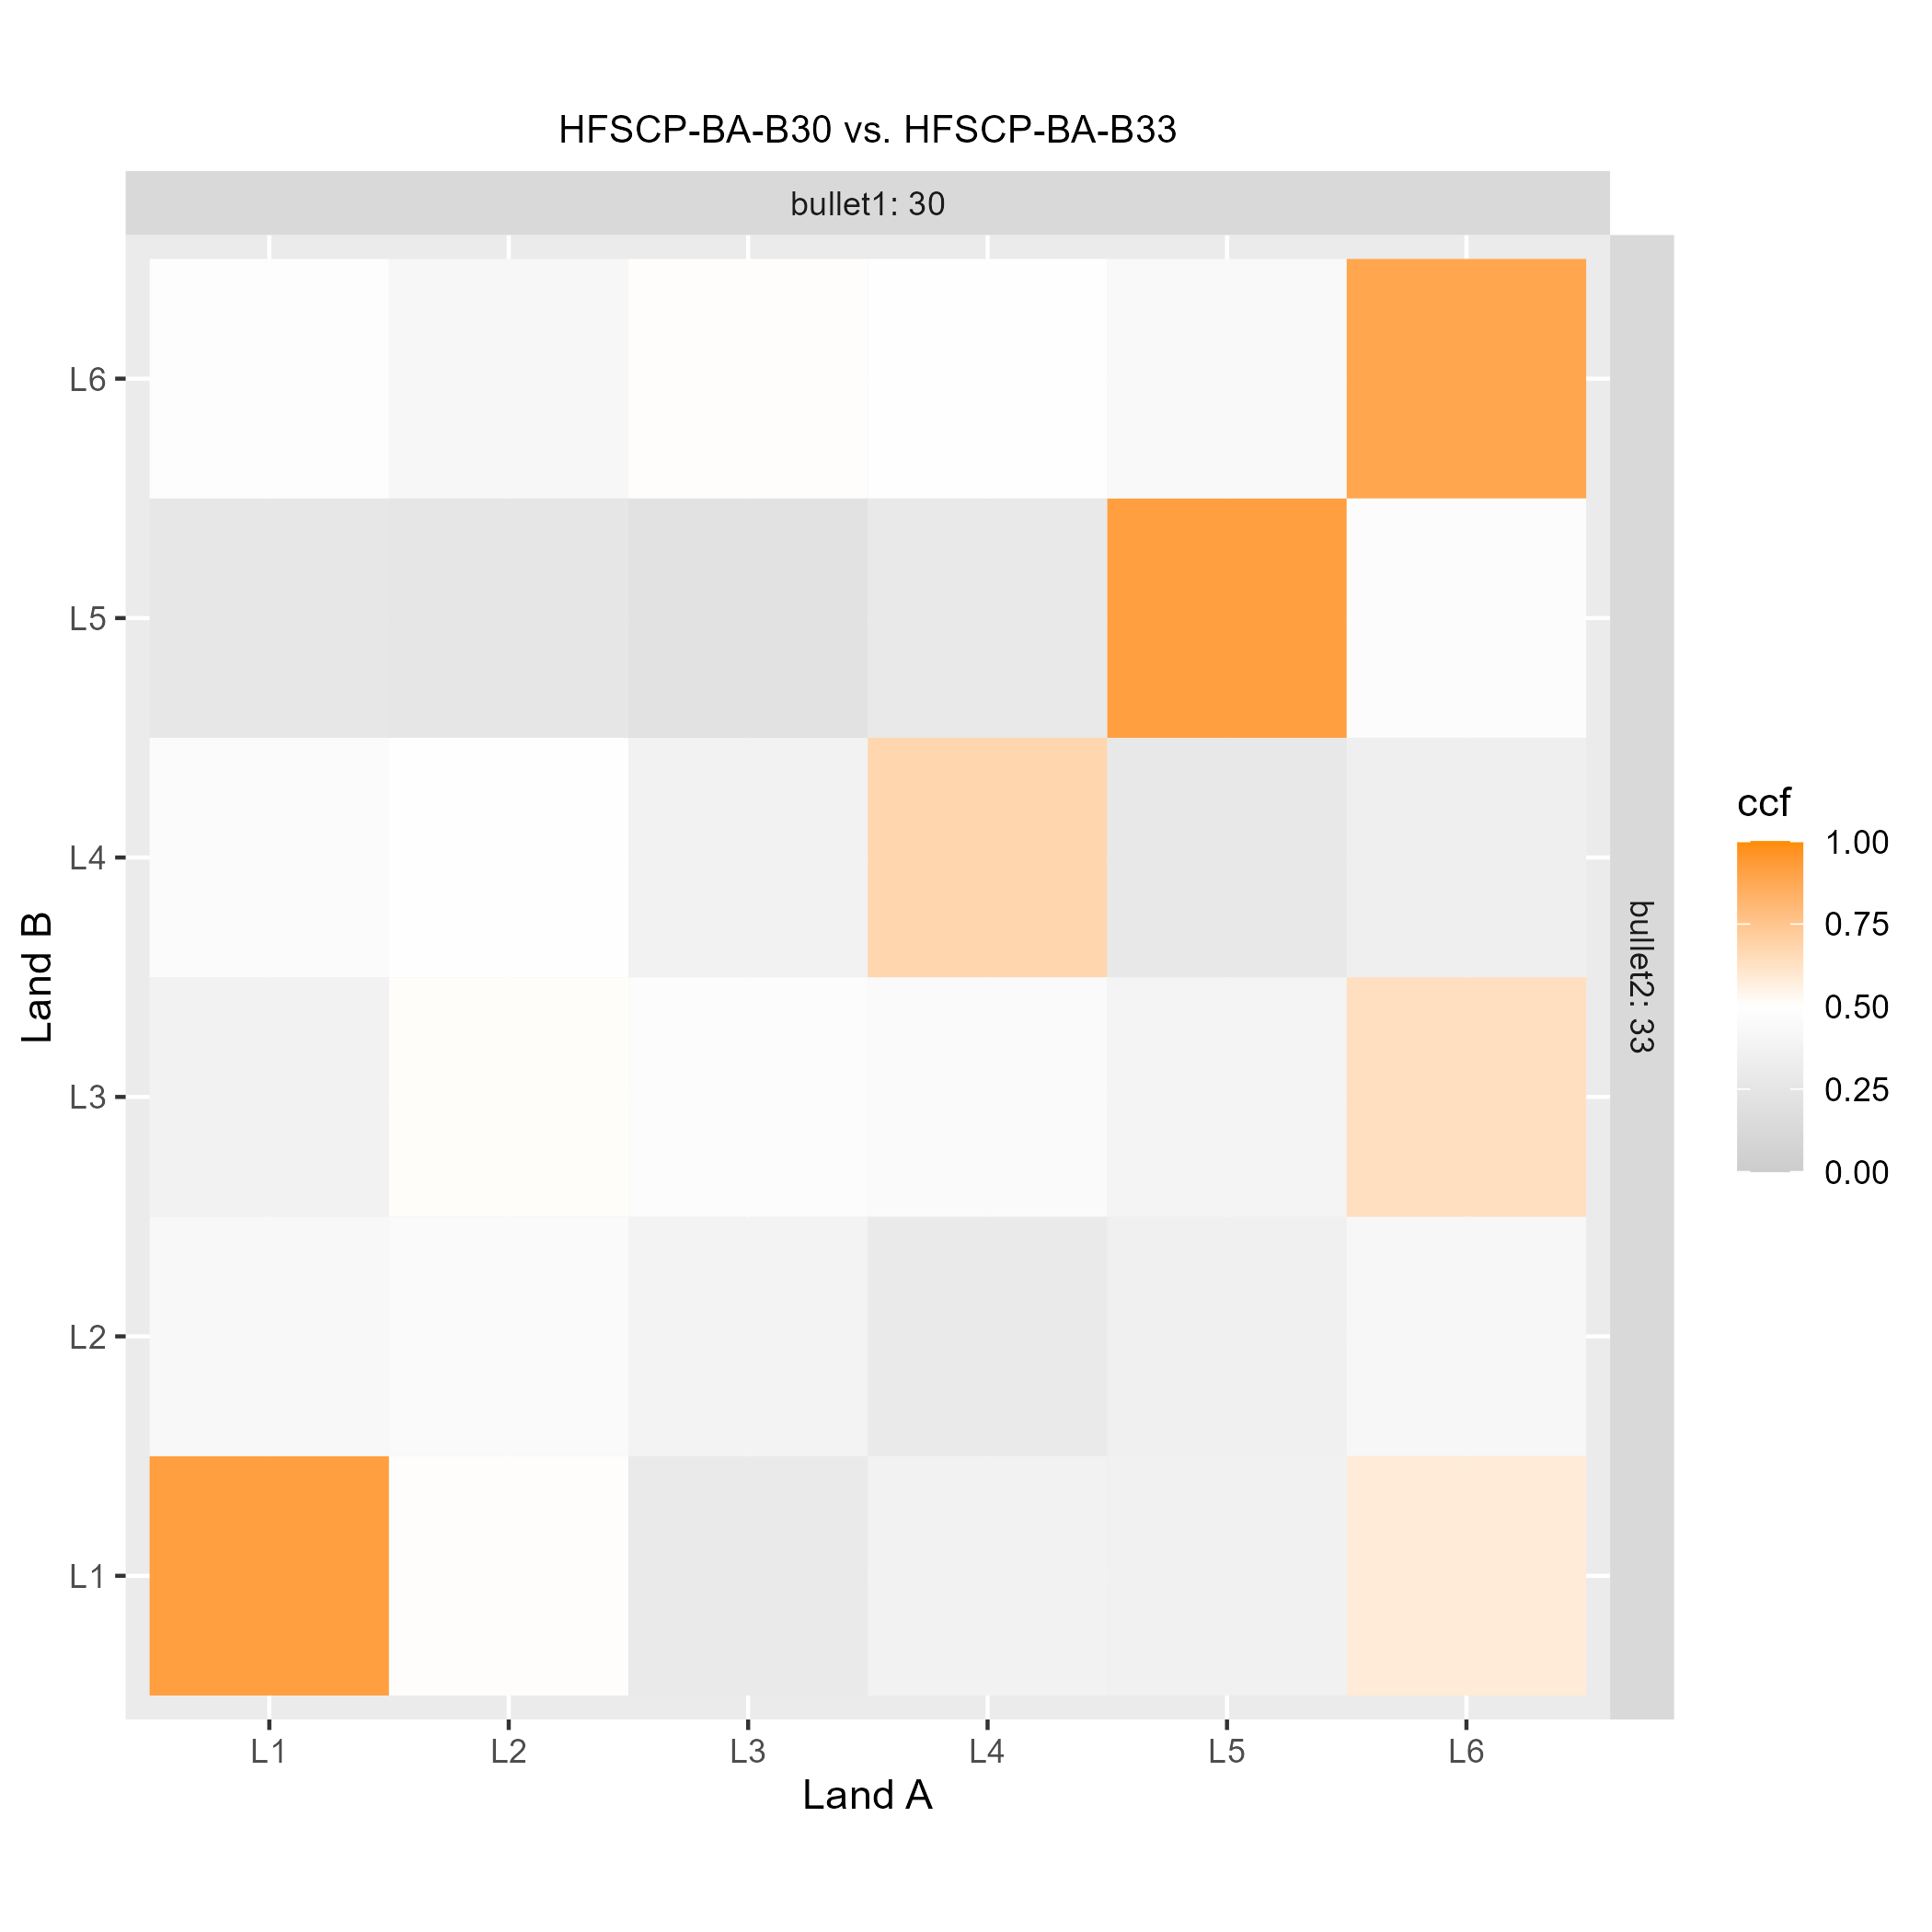 HFSCP-BA-B30 vs. HFSCP-BA-B33
bullet1: 30
L6
L5
L4
L3
L2
L1
Land B
bullet2: 33
L1 L2 L3 L4 L5 L6
Land A
ccf
1.00
0.75
0.50
0.25
0.00